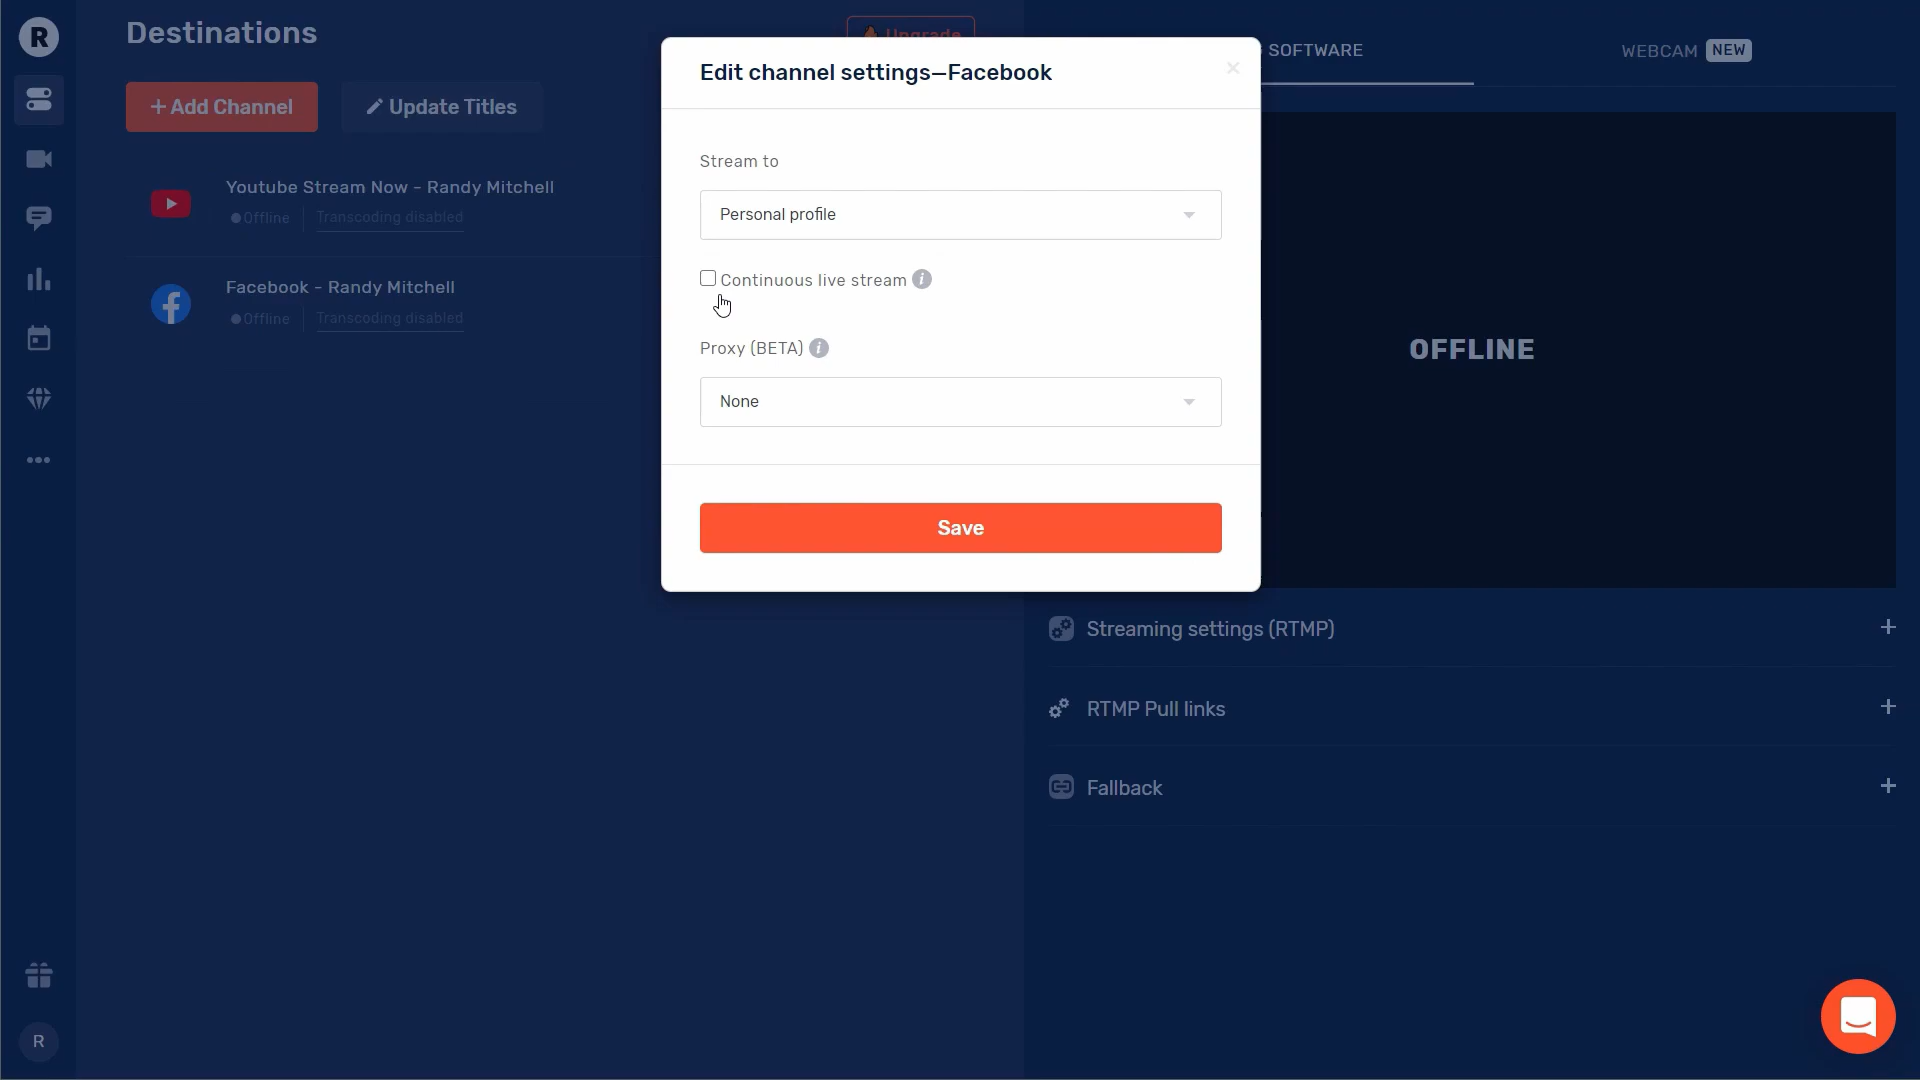 R
Destinations
Upgrade
+ Add Channel
Update Titles
Youtube Stream Now - Randy Mitchell
Offline
Transcoding disabled
Facebook - Randy Mitchell
Offline
Transcoding disabled
Edit channel settings—Facebook
×
Stream to
Personal profile
Continuous live stream i
Proxy (BETA) i
None
Save
SOFTWARE
WEBCAM NEW
OFFLINE
Streaming settings (RTMP) +
RTMP Pull links +
Fallback +
R